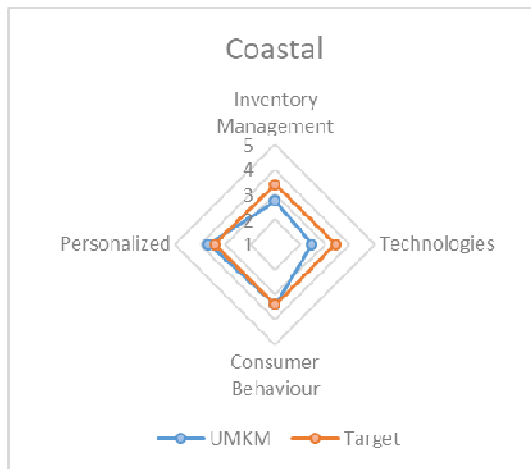 Coastal
Inventory
Management
5
4
3
2
1
Personalized
Technologies
Consumer
Behaviour
UMKM
Target